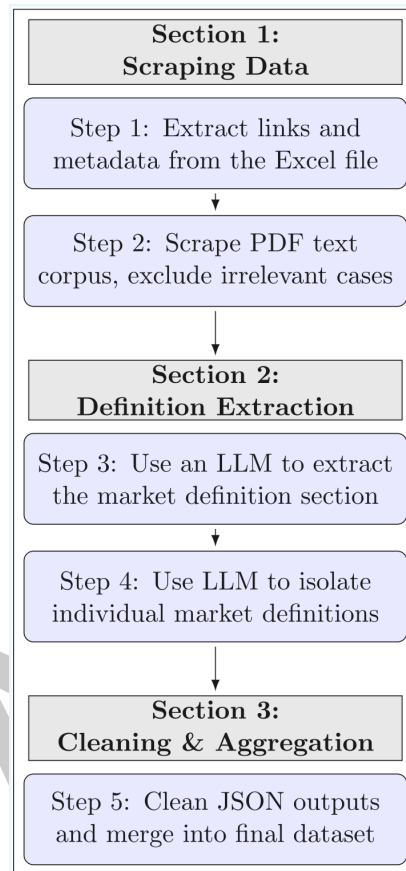 Section 1:
Scraping Data
Step 1: Extract links and
metadata from the Excel file
Step 2: Scrape PDF text
corpus, exclude irrelevant cases
Section 2:
Definition Extraction
Step 3: Use an LLM to extract
the market definition section
Step 4: Use LLM to isolate
individual market definitions
Section 3:
Cleaning & Aggregation
Step 5: Clean JSON outputs
and merge into final dataset